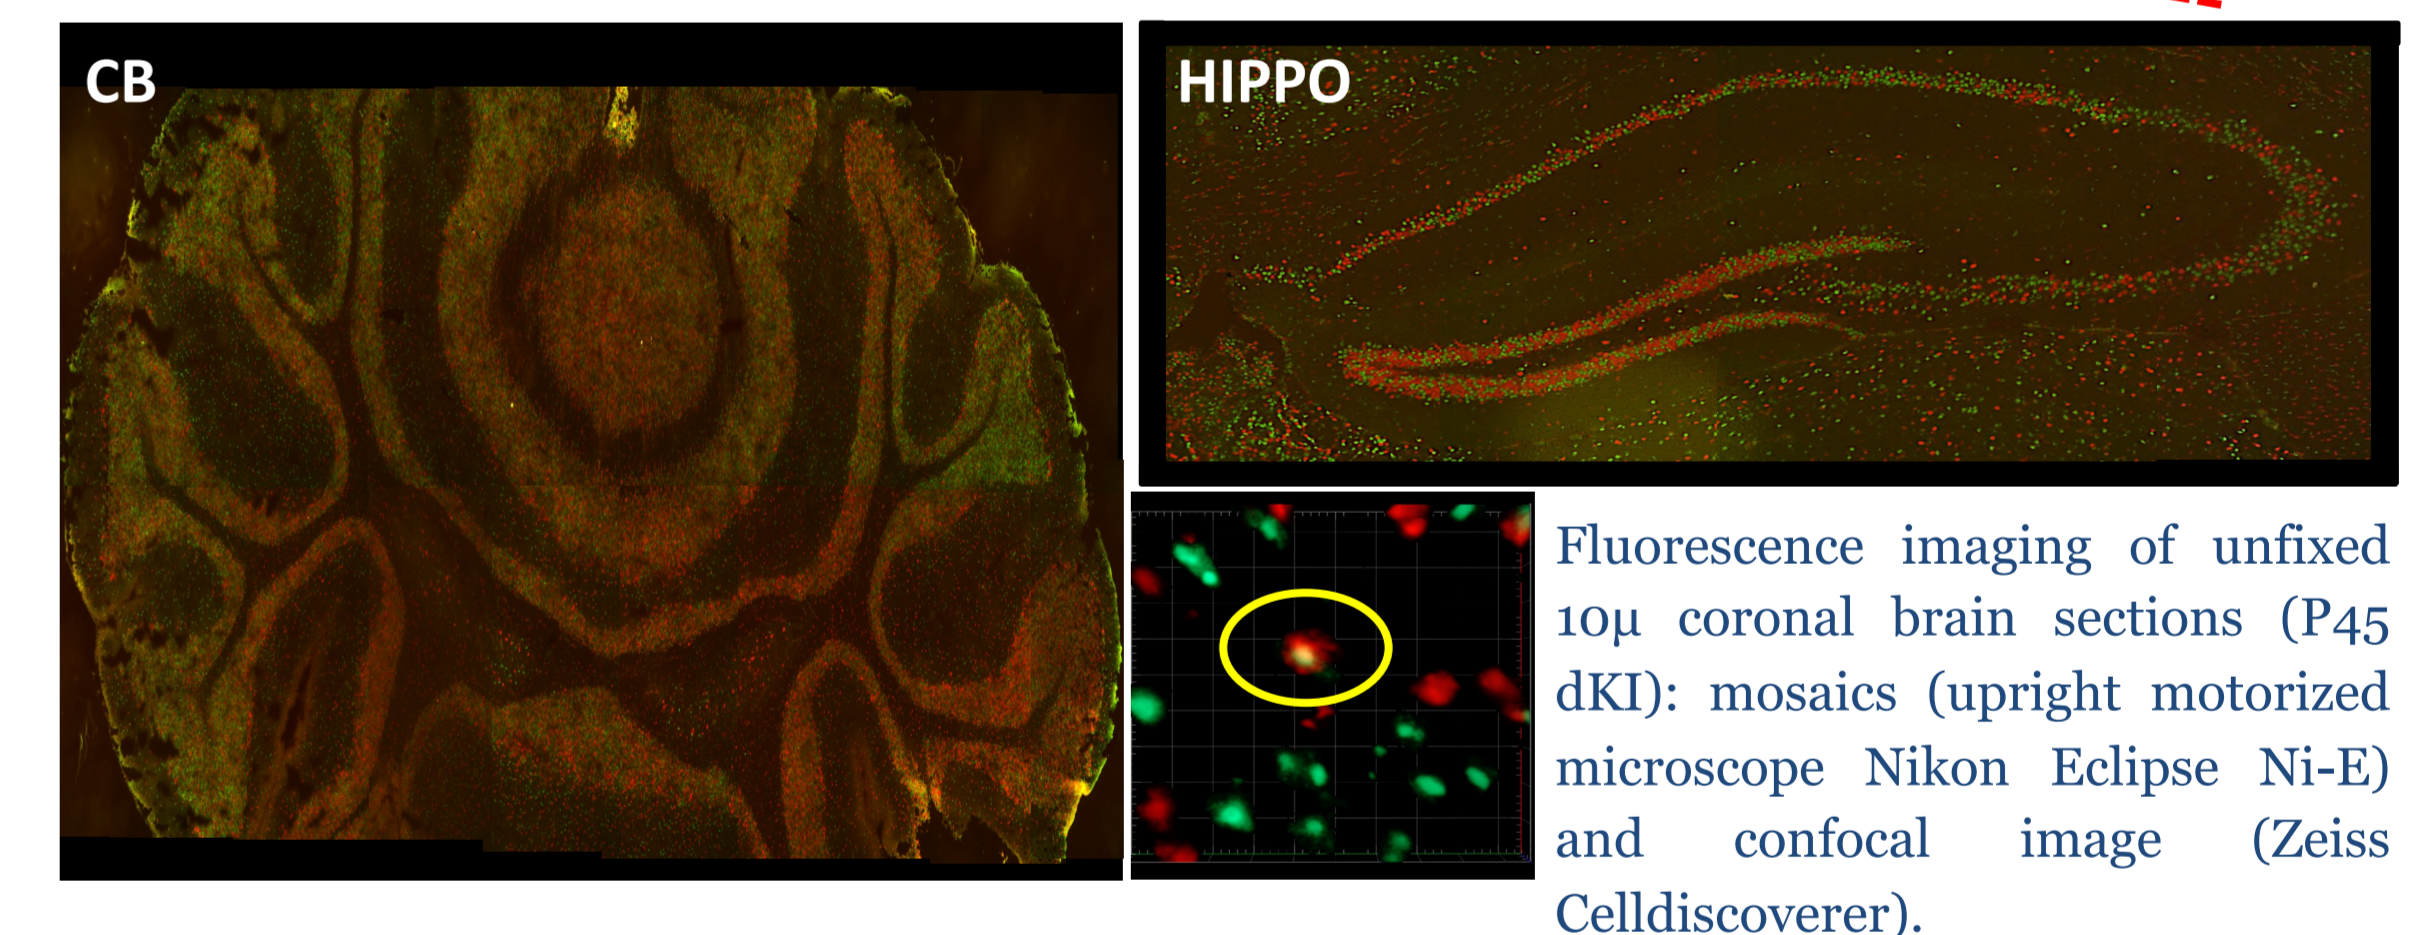 CB
HIPPO
Fluorescence imaging of unfixed
10µ coronal brain sections (P45
dKI): mosaics (upright motorized
microscope Nikon Eclipse Ni-E)
and confocal image (Zeiss
Celldiscoverer).